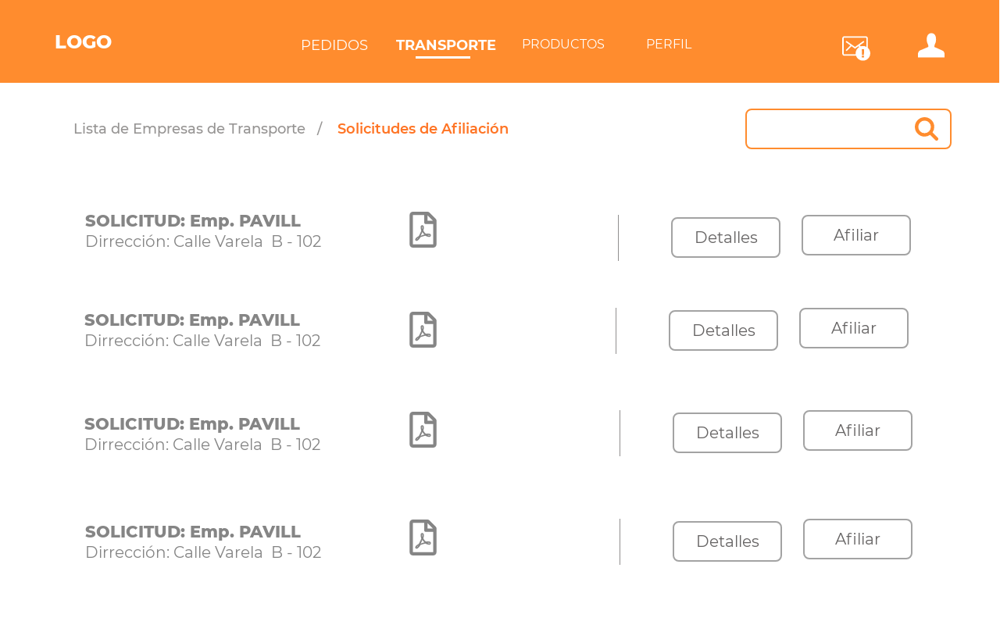 LOGO
PEDIDOS
TRANSPORTE
PRODUCTOS
PERFIL
Lista de Empresas de Transporte / Solicitudes de Afiliación
SOLICITUD: Emp. PAVILL
Dirrección: Calle Varela B - 102
Detalles
Afiliar
SOLICITUD: Emp. PAVILL
Dirrección: Calle Varela B - 102
Detalles
Afiliar
SOLICITUD: Emp. PAVILL
Dirrección: Calle Varela B - 102
Detalles
Afiliar
SOLICITUD: Emp. PAVILL
Dirrección: Calle Varela B - 102
Detalles
Afiliar